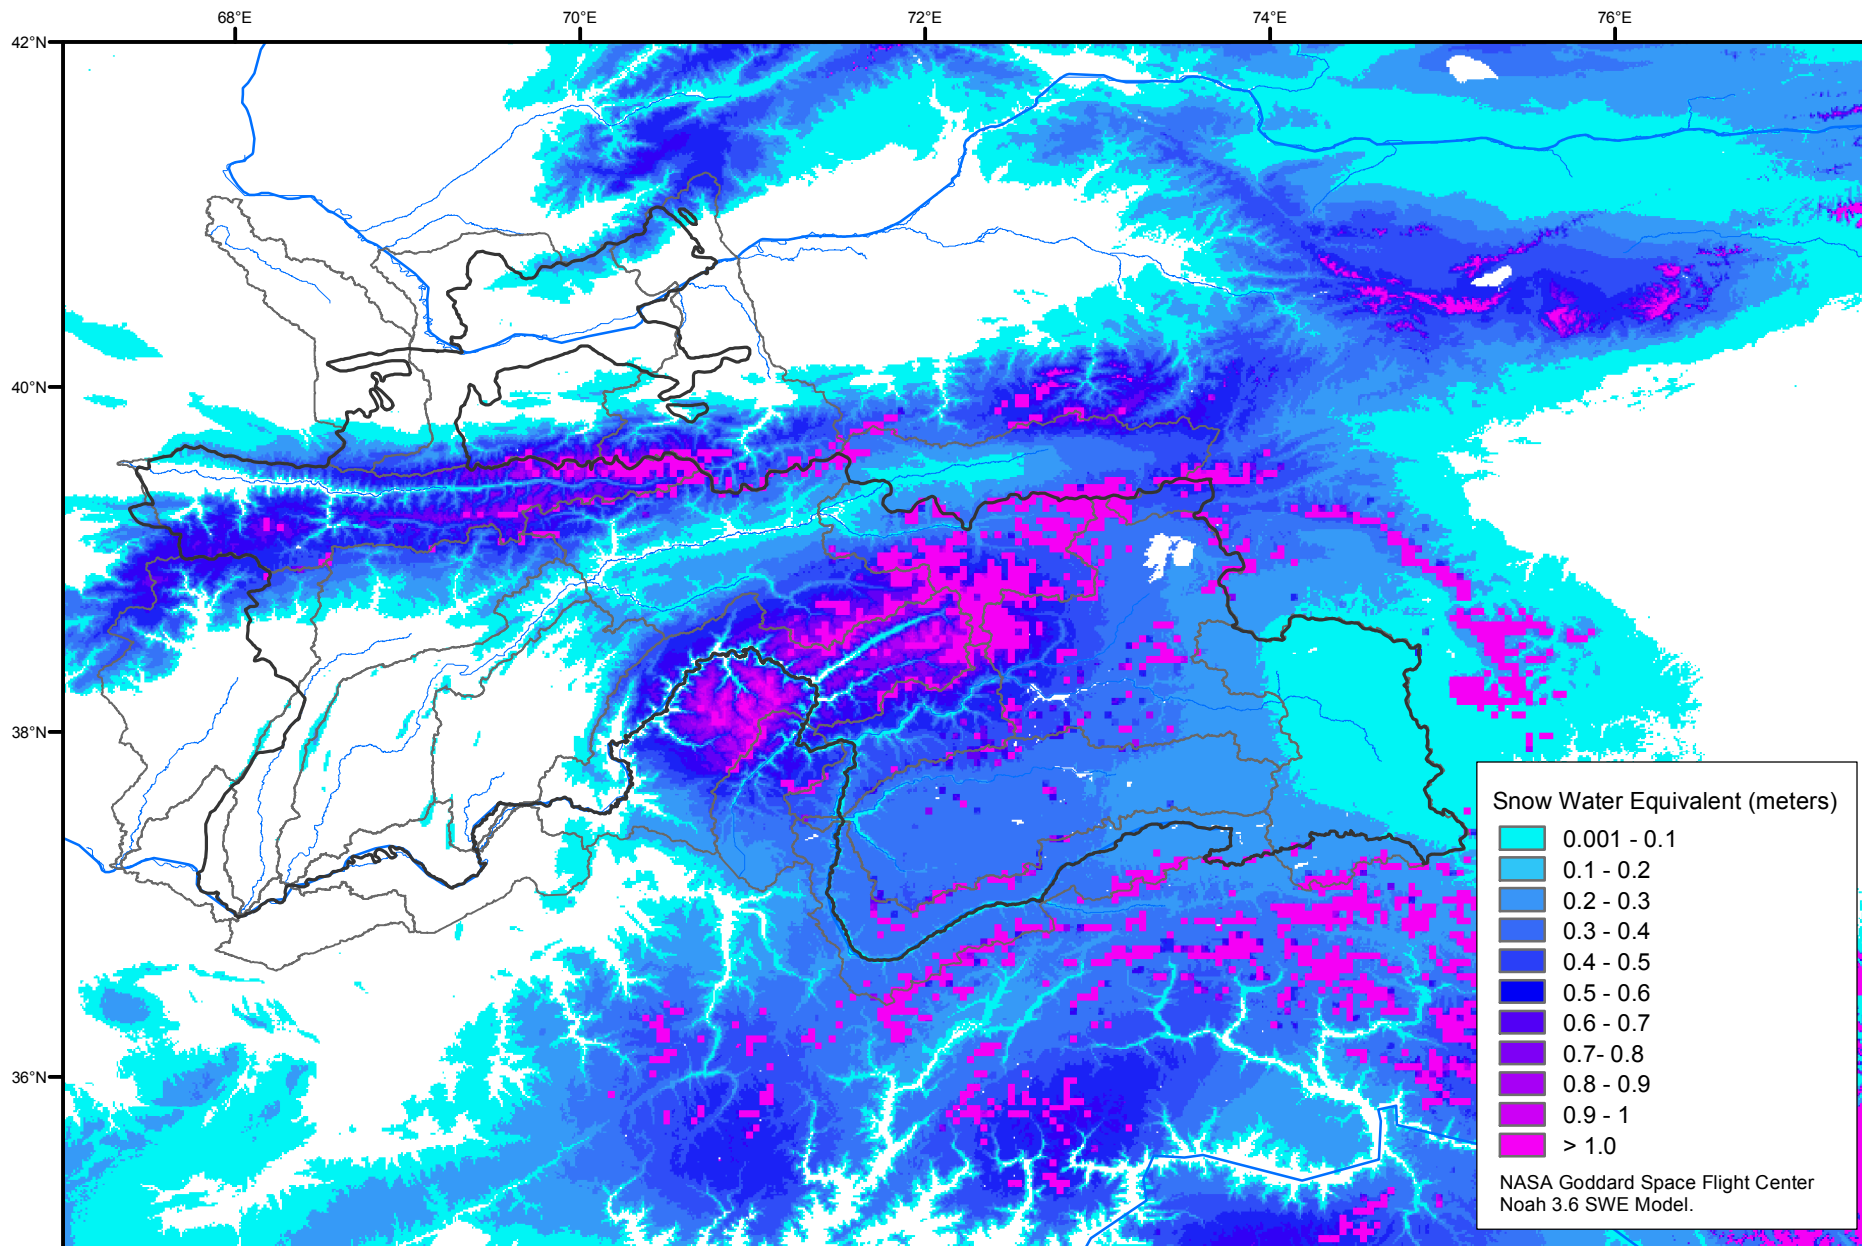 68°E 70°E 72°E 74°E 76°E
42°N
40°N
38°N
36°N
Snow Water Equivalent (meters)
0.001 - 0.1
0.1 - 0.2
0.2 - 0.3
0.3 - 0.4
0.4 - 0.5
0.5 - 0.6
0.6 - 0.7
0.7- 0.8
0.8 - 0.9
0.9 - 1
> 1.0
NASA Goddard Space Flight Center
Noah 3.6 SWE Model.